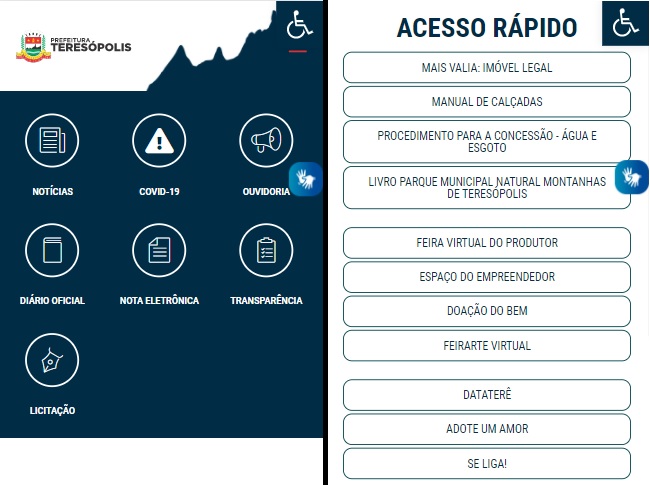 PREFEITURA
TERESÓPOLIS
NOTÍCIAS
COVID-19
OUVIDORIA
DIÁRIO OFICIAL
NOTA ELETRÔNICA
TRANSPARÊNCIA
LICITAÇÃO
ACESSO RÁPIDO
MAIS VALIA: IMÓVEL LEGAL
MANUAL DE CALÇADAS
PROCEDIMENTO PARA A CONCESSÃO - ÁGUA E
ESGOTO
LIVRO PARQUE MUNICIPAL NATURAL MONTANHAS
DE TERESÓPOLIS
FEIRA VIRTUAL DO PRODUTOR
ESPAÇO DO EMPREENDEDOR
DOAÇÃO DO BEM
FEIRARTE VIRTUAL
DATATERÊ
ADOTE UM AMOR
SE LIGA!